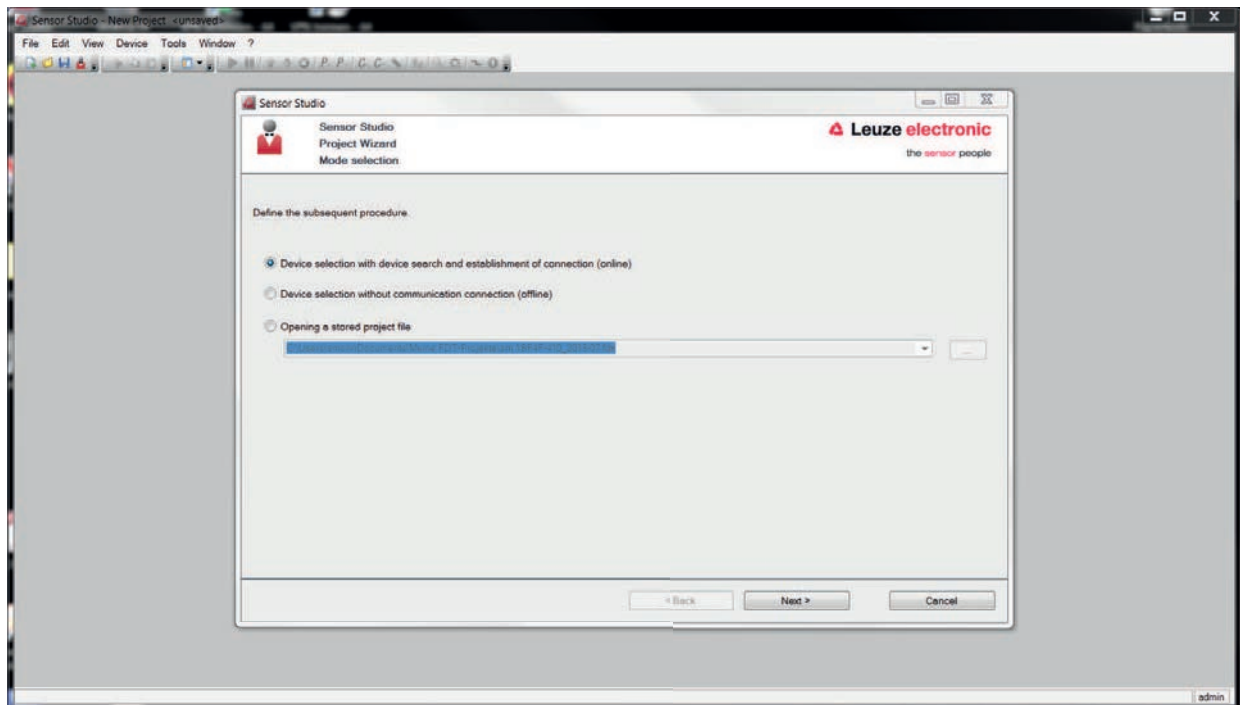 Sensor Studio - New Project <unsaved>
File Edit View Device Tools Window ?
Sensor Studio
Sensor Studio
Project Wizard
Mode selection
Leuze electronic
the sensor people
Define the subsequent procedure.
Device selection with device search and establishment of connection (online)
Device selection without communication connection (offline)
Opening a stored project file
...
< Back
Next >
Cancel
admin